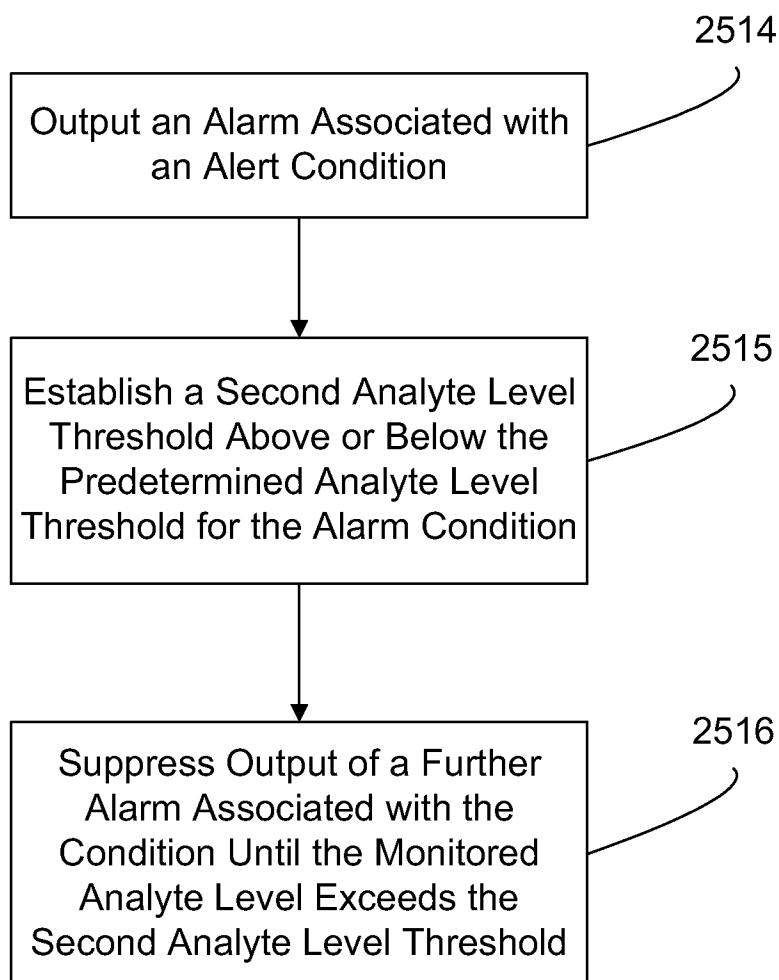 2514
Output an Alarm Associated with
an Alert Condition
2515
Establish a Second Analyte Level
Threshold Above or Below the
Predetermined Analyte Level
Threshold for the Alarm Condition
2516
Suppress Output of a Further
Alarm Associated with the
Condition Until the Monitored
Analyte Level Exceeds the
Second Analyte Level Threshold